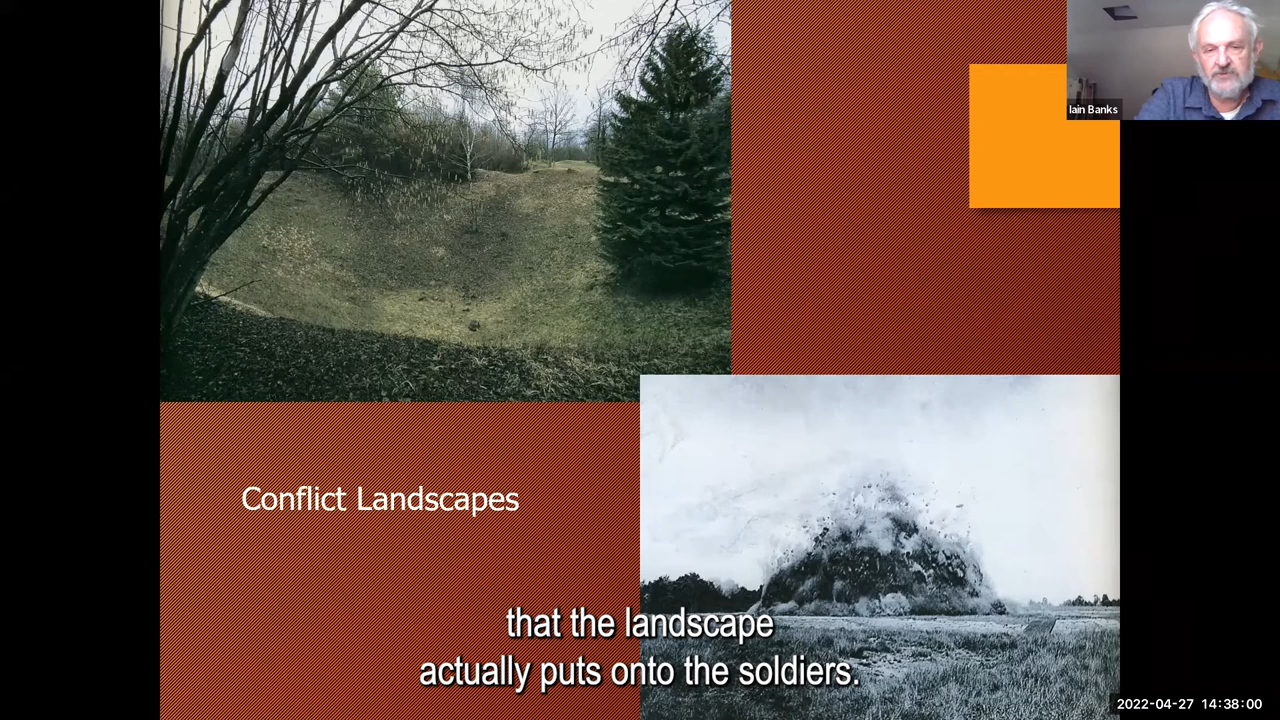 Iain Banks
Conflict Landscapes
that the landscape
actually puts onto the soldiers.
2022-04-27 14:38:00